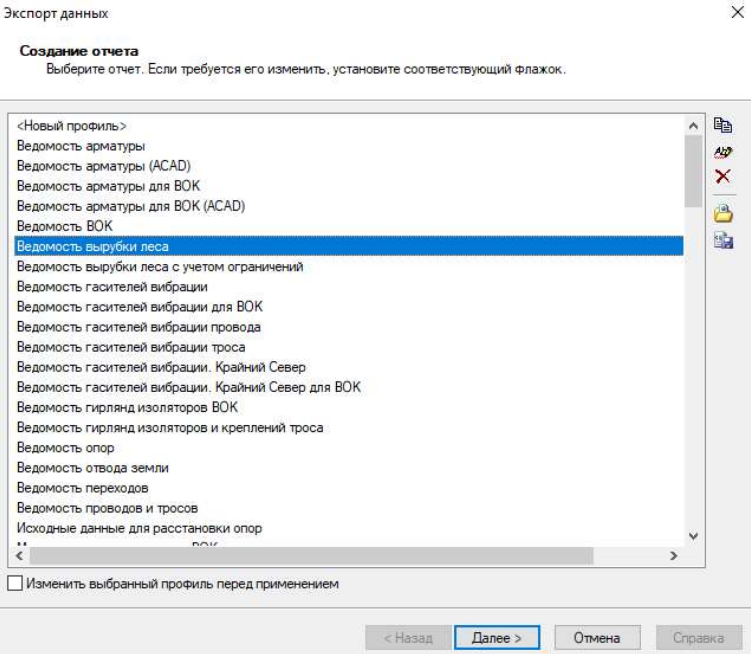 Экспорт данных
Создание отчета
Выберите отчет. Если требуется его изменить, установите соответствующий флажок.
<Новый профиль>
Ведомость арматуры
Ведомость арматуры (ACAD)
Ведомость арматуры для ВОК
Ведомость арматуры для ВОК (ACAD)
Ведомость ВОК
Ведомость вырубки леса
Ведомость вырубки леса с учетом ограничений
Ведомость гасителей вибрации
Ведомость гасителей вибрации для ВОК
Ведомость гасителей вибрации провода
Ведомость гасителей вибрации троса
Ведомость гасителей вибрации. Крайний Север
Ведомость гасителей вибрации. Крайний Север для ВОК
Ведомость гирлянд изоляторов ВОК
Ведомость гирлянд изоляторов и креплений троса
Ведомость опор
Ведомость отвода земли
Ведомость переходов
Ведомость проводов и тросов
Исходные данные для расстановки опор
Изменить выбранный профиль перед применением
< Назад Далее > Отмена Справка